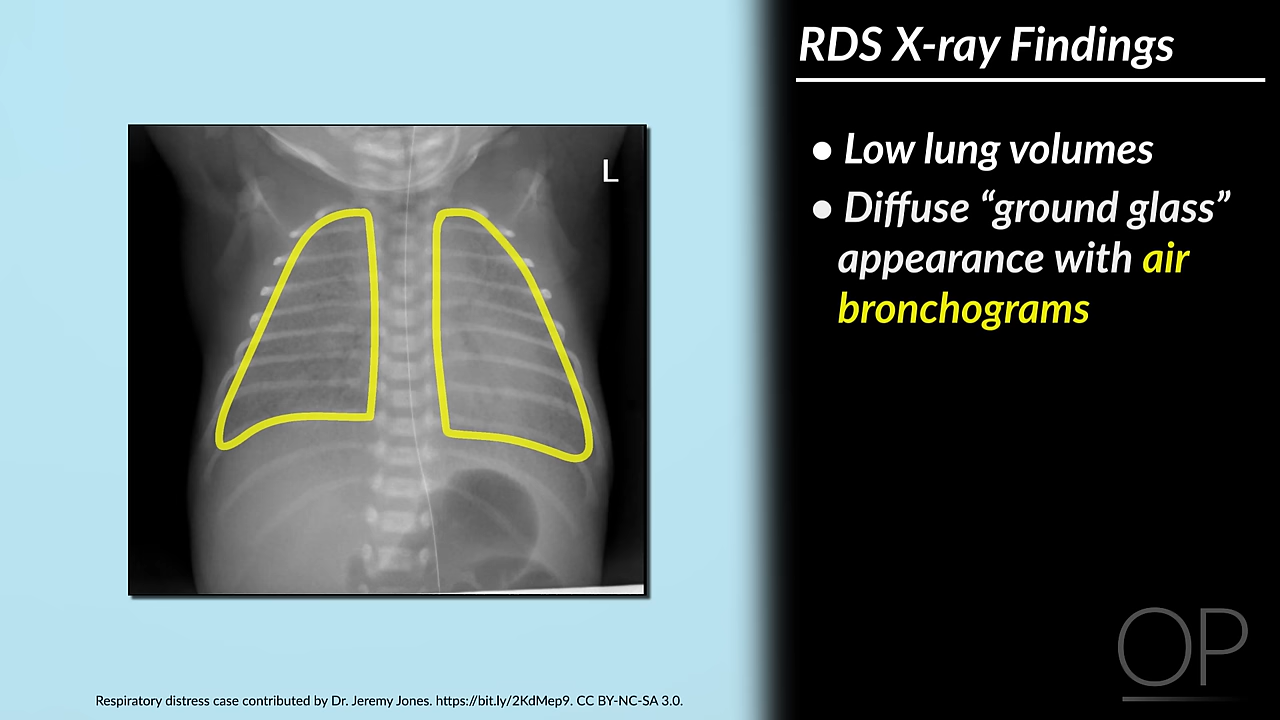 RDS X-ray Findings
● Low lung volumes
● Diffuse “ground glass”
appearance with air
bronchograms
L
OP
Respiratory distress case contributed by Dr. Jeremy Jones. https://bit.ly/2KdMep9. CC BY-NC-SA 3.0.